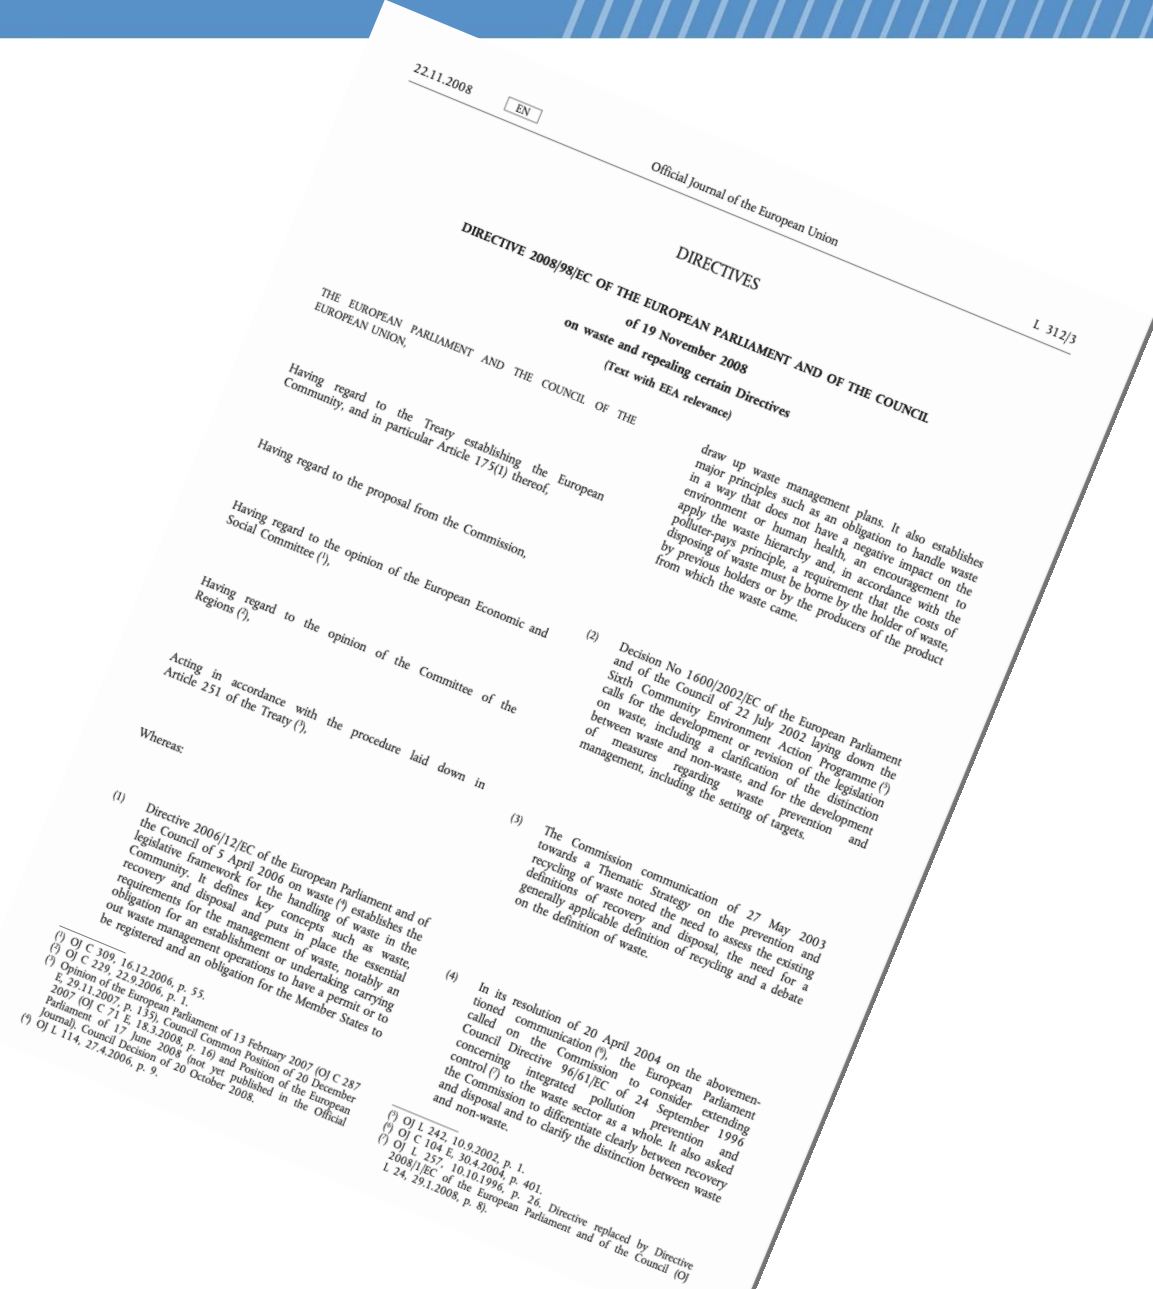 22.11.2008
EN
Official Journal of the European Union
L 312/3
DIRECTIVES
DIRECTIVE 2008/98/EC OF THE EUROPEAN PARLIAMENT AND OF THE COUNCIL
of 19 November 2008
on waste and repealing certain Directives
(Text with EEA relevance)
THE EUROPEAN PARLIAMENT AND THE COUNCIL OF THE
EUROPEAN UNION,
Having regard to the Treaty establishing the European
Community, and in particular Article 175(1) thereof,
Having regard to the proposal from the Commission,
Having regard to the opinion of the European Economic and
Social Committee (¹),
Having regard to the opinion of the Committee of the
Regions (²),
Acting in accordance with the procedure laid down in
Article 251 of the Treaty (³),
Whereas:
(1) Directive 2006/12/EC of the European Parliament and of
the Council of 5 April 2006 on waste (⁴) establishes the
legislative framework for the handling of waste in the
Community. It defines key concepts such as waste,
recovery and disposal and puts in place the essential
requirements for the management of waste, notably an
obligation for an establishment or undertaking carrying
out waste management operations to have a permit or to
be registered and an obligation for the Member States to
(¹) OJ C 309, 16.12.2006, p. 55.
(²) OJ C 229, 22.9.2006, p. 1.
(³) Opinion of the European Parliament of 13 February 2007 (OJ C 287
E, 29.11.2007, p. 135), Council Common Position of 20 December
2007 (OJ C 71 E, 18.3.2008, p. 16) and Position of the European
Parliament of 17 June 2008 (not yet published in the Official
Journal). Council Decision of 20 October 2008.
(⁴) OJ L 114, 27.4.2006, p. 9.
draw up waste management plans. It also establishes
major principles such as an obligation to handle waste
in a way that does not have a negative impact on the
environment or human health, an encouragement to
apply the waste hierarchy and, in accordance with the
polluter-pays principle, a requirement that the costs of
disposing of waste must be borne by the holder of waste,
by previous holders or by the producers of the product
from which the waste came.
(2) Decision No 1600/2002/EC of the European Parliament
and of the Council of 22 July 2002 laying down the
Sixth Community Environment Action Programme (⁵)
calls for the development or revision of the legislation
on waste, including a clarification of the distinction
between waste and non-waste, and for the development
of measures regarding waste prevention and
management, including the setting of targets.
(3) The Commission communication of 27 May 2003
towards a Thematic Strategy on the prevention and
recycling of waste noted the need to assess the existing
definitions of recovery and disposal, the need for a
generally applicable definition of recycling and a debate
on the definition of waste.
(4) In its resolution of 20 April 2004 on the abovemen-
tioned communication (⁶), the European Parliament
called on the Commission to consider extending
Council Directive 96/61/EC of 24 September 1996
concerning integrated pollution prevention and
control (⁷) to the waste sector as a whole. It also asked
the Commission to differentiate clearly between recovery
and disposal and to clarify the distinction between waste
and non-waste.
(⁵) OJ L 242, 10.9.2002, p. 1.
(⁶) OJ C 104 E, 30.4.2004, p. 401.
(⁷) OJ L 257, 10.10.1996, p. 26. Directive replaced by Directive
2008/1/EC of the European Parliament and of the Council (OJ
L 24, 29.1.2008, p. 8).